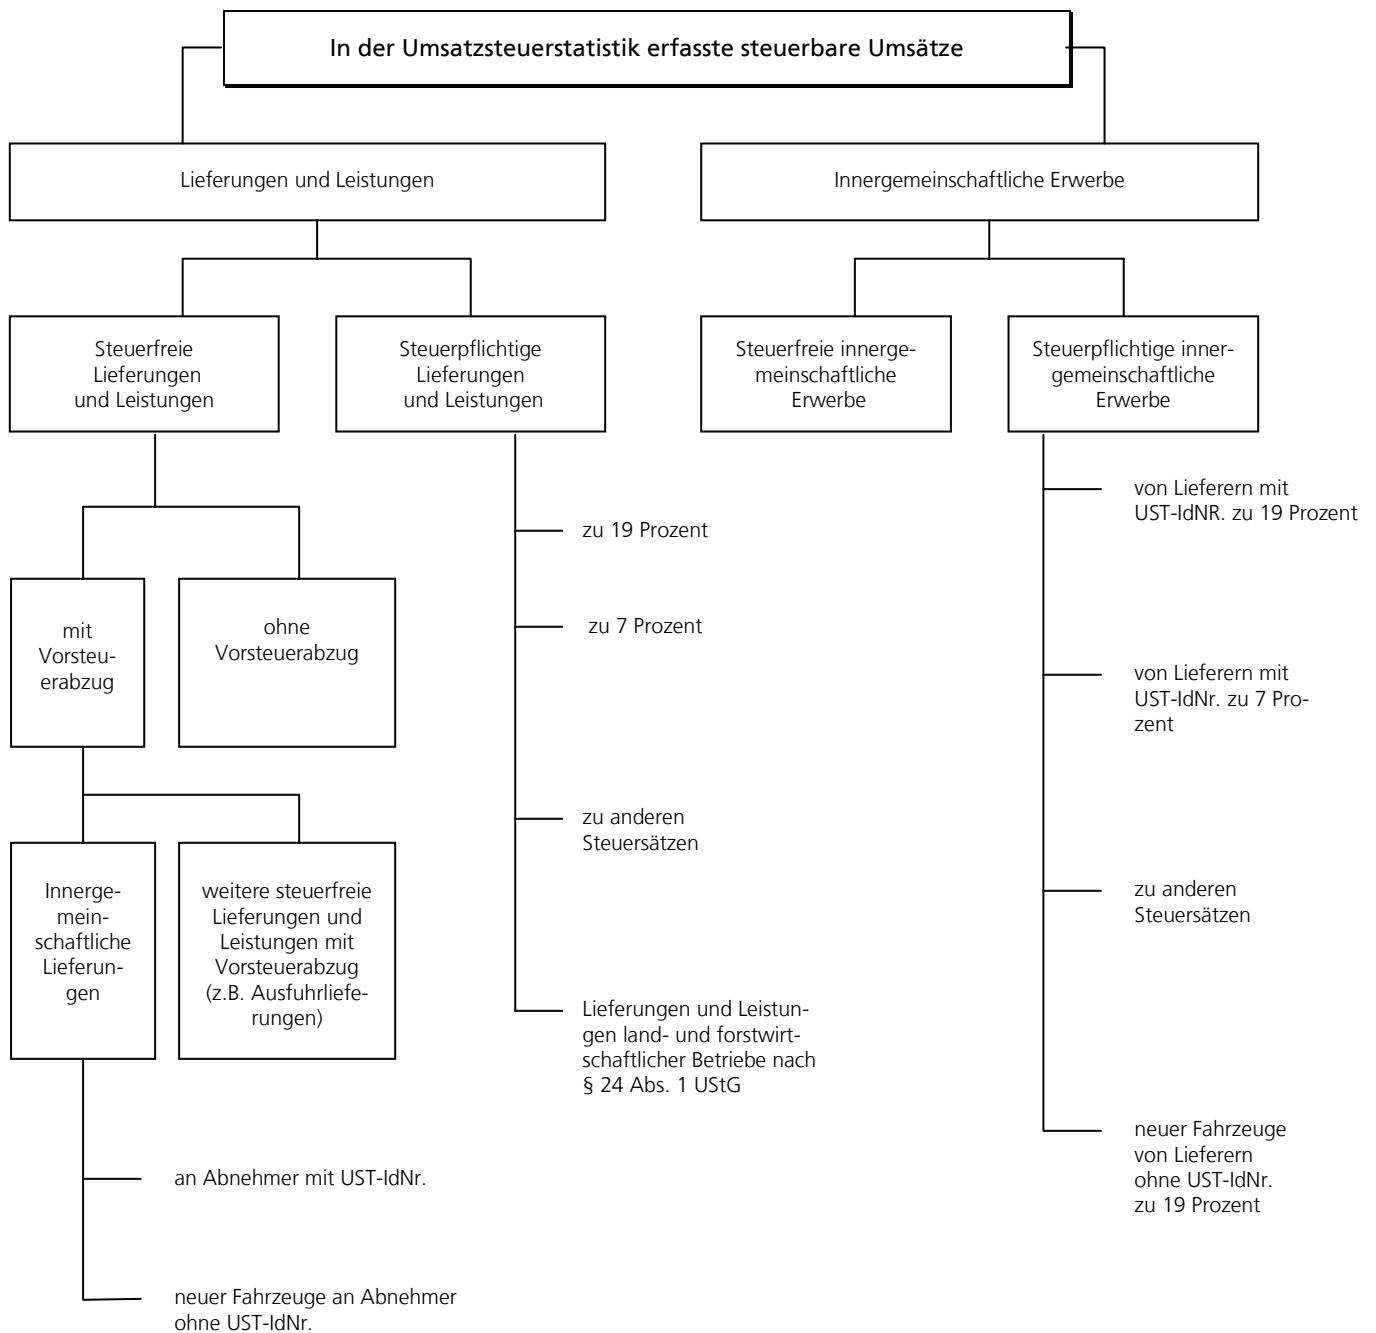 In der Umsatzsteuerstatistik erfasste steuerbare Umsätze
Lieferungen und Leistungen
Innergemeinschaftliche Erwerbe
Steuerfreie
Lieferungen
und Leistungen
Steuerpflichtige
Lieferungen
und Leistungen
Steuerfreie innerge-
meinschaftliche
Erwerbe
Steuerpflichtige inner-
gemeinschaftliche
Erwerbe
mit
Vorsteu-
erabzug
ohne
Vorsteuerabzug
Innerge-
mein-
schaftliche
Lieferun-
gen
weitere steuerfreie
Lieferungen und
Leistungen mit
Vorsteuerabzug
(z.B. Ausfuhrliefe-
rungen)
an Abnehmer mit UST-IdNr.
neuer Fahrzeuge an Abnehmer
ohne UST-IdNr.
zu 19 Prozent
zu 7 Prozent
zu anderen
Steuersätzen
Lieferungen und Leistun-
gen land- und forstwirt-
schaftlicher Betriebe nach
§ 24 Abs. 1 UStG
von Lieferern mit
UST-IdNR. zu 19 Prozent
von Lieferern mit
UST-IdNr. zu 7 Pro-
zent
zu anderen
Steuersätzen
neuer Fahrzeuge
von Lieferern
ohne UST-IdNr.
zu 19 Prozent